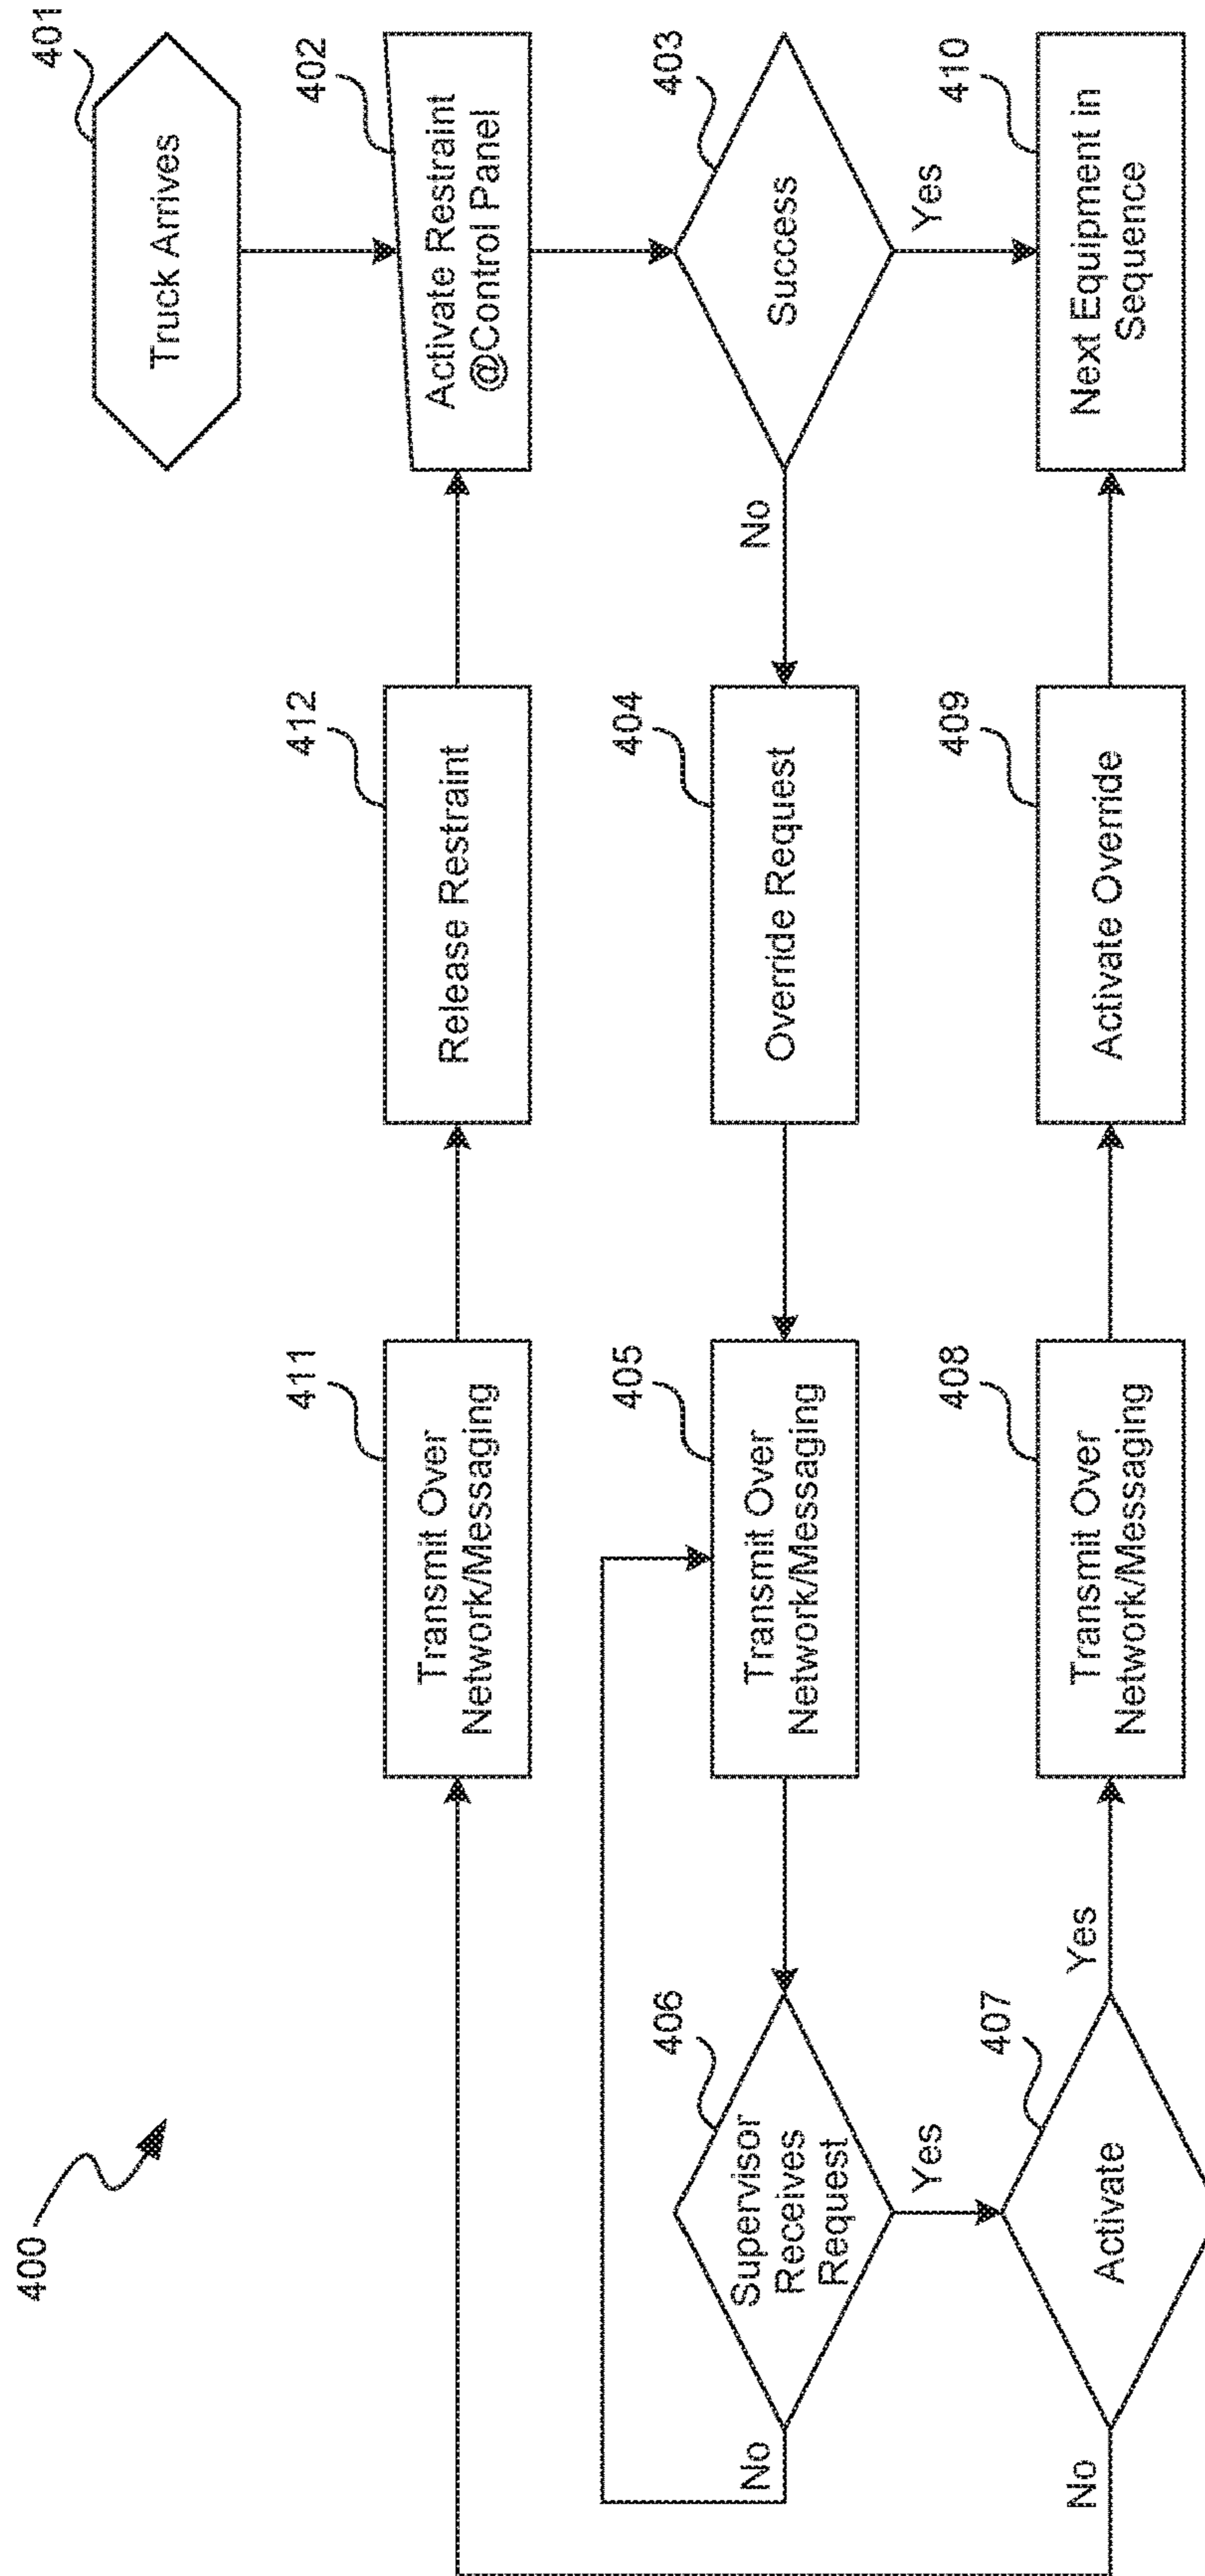 400
401
Truck Arrives
402
Activate Restraint
@Control Panel
403
Success
Yes
No
410
Next Equipment in
Sequence
412
Release Restraint
404
Override Request
409
Activate Override
411
Transmit Over
Network/Messaging
405
Transmit Over
Network/Messaging
408
Transmit Over
Network/Messaging
406
Supervisor
Receives
Request
Yes
No
407
Activate
Yes
No